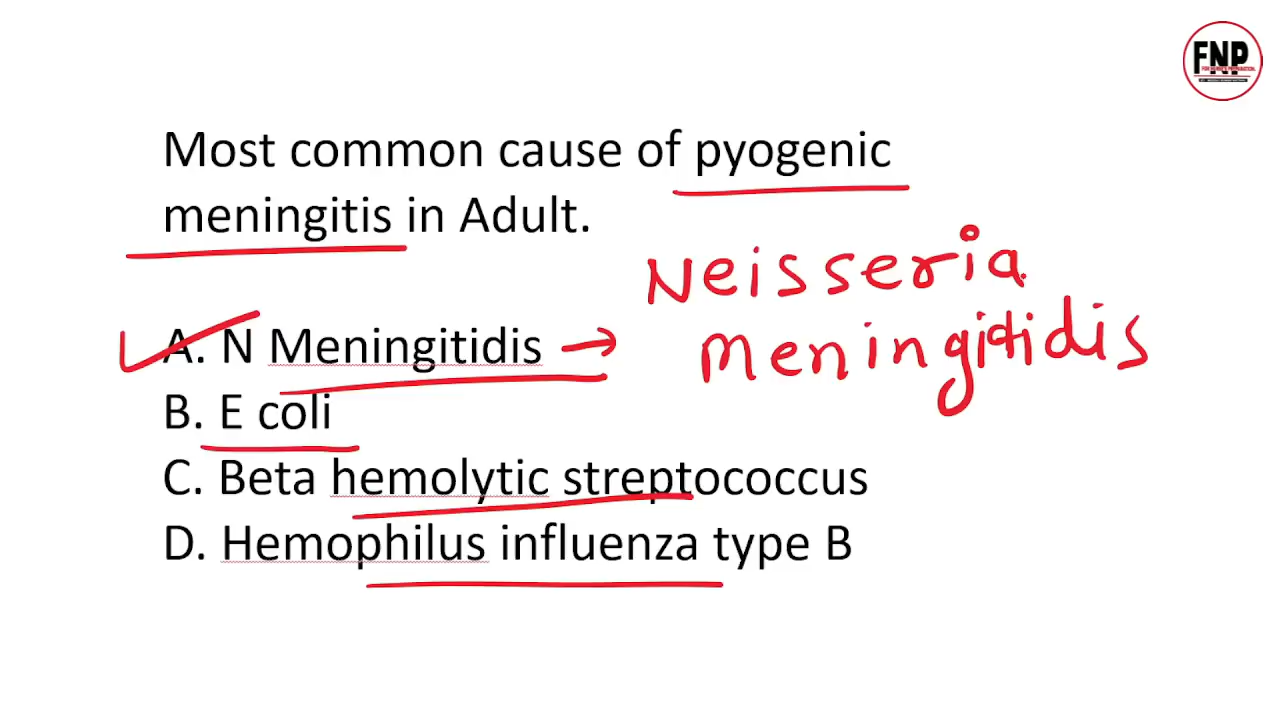 FNP
Most common cause of pyogenic
meningitis in Adult.
Neisseria
meningitidis
A. N Meningitidis →
B. E coli
C. Beta hemolytic streptococcus
D. Hemophilus influenza type B